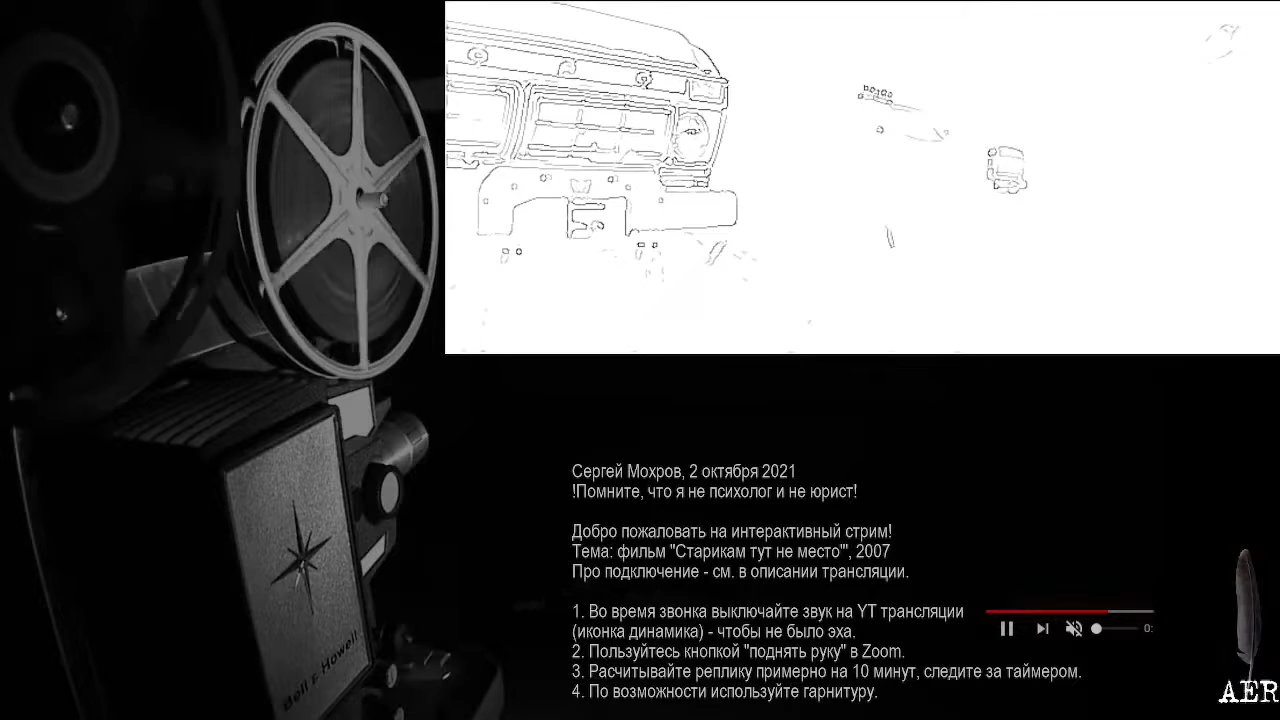 Сергей Мохров, 2 октября 2021
!Помните, что я не психолог и не юрист!
Добро пожаловать на интерактивный стрим!
Тема: фильм "Старикам тут не место'", 2007
Про подключение - см. в описании трансляции.
1. Во время звонка выключайте звук на YT трансляции
(иконка динамика) - чтобы не было эха.
2. Пользуйтесь кнопкой "поднять руку" в Zoom.
3. Расчитывайте реплику примерно на 10 минут, следите за таймером.
4. По возможности используйте гарнитуру.
0:
Bell & Howell
AER